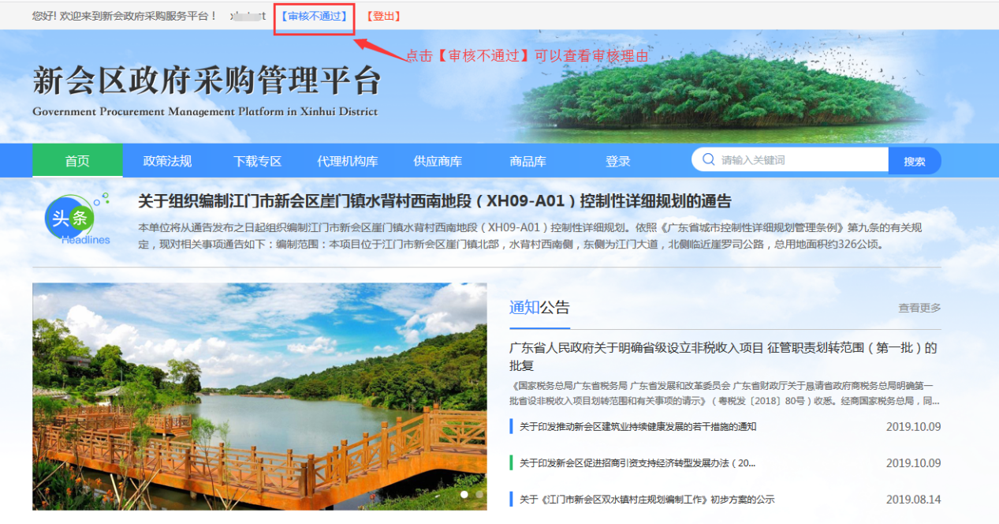 您好! 欢迎来到新会政府采购服务平台！ 【审核不通过】 【登出】
点击【审核不通过】可以查看审核理由
新会区政府采购管理平台
Government Procurement Management Platform in Xinhui District
首页 政策法规 下载专区 代理机构库 供应商库 商品库 登录 请输入关键词 搜索
头条
Headlines
关于组织编制江门市新会区崖门镇水背村西南地段（XH09-A01）控制性详细规划的通告
本单位将从通告发布之日起组织编制江门市新会区崖门镇水背村西南地段（XH09-A01）控制性详细规划。依照《广东省城市控制性详细规划管理条例》第九条的有关规
定，现对相关事项通告如下：编制范围：本项目位于江门市新会区崖门镇北部，水背村西南侧，东侧为江门大道，北侧临近崖罗司公路，总用地面积约326公顷。
通知公告 查看更多
广东省人民政府关于明确省级设立非税收入项目 征管职责划转范围（第一批）的
批复
《国家税务总局广东省税务局 广东省发展和改革委员会 广东省财政厅关于恳请省政府商税务总局明确第一
批省设非税收入项目划转范围和有关事项的请示》（粤税发〔2018〕80号）收悉。经商国家税务总局，同...
关于印发推动新会区建筑业持续健康发展的若干措施的通知 2019.10.09
关于印发新会区促进招商引资支持经济转型发展办法（20... 2019.10.09
关于《江门市新会区双水镇村庄规划编制工作》初步方案的公示 2019.08.14